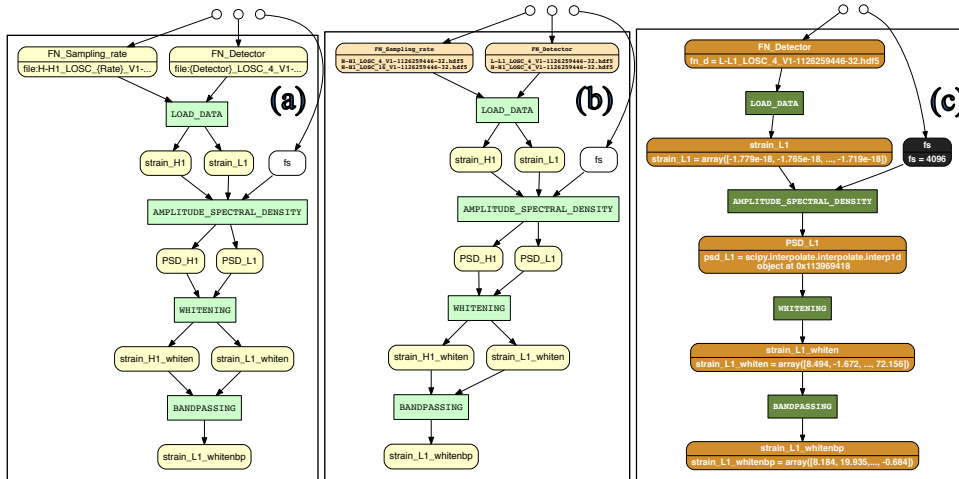 FN_Sampling_rate
file:H-H1_LOSC_{Rate}_V1-...
FN_Detector
file:{Detector}_LOSC_4_V1-...
(a)
LOAD_DATA
strain_H1
strain_L1
fs
AMPLITUDE_SPECTRAL_DENSITY
PSD_H1
PSD_L1
WHITENING
strain_H1_whiten
strain_L1_whiten
BANDPASSING
strain_L1_whitenbp
FN_Sampling_rate
H-H1_LOSC_4_V1-1126259446-32.hdf5
H-H1_LOSC_16_V1-1126259446-32.hdf5
FN_Detector
L-L1_LOSC_4_V1-1126259446-32.hdf5
H-H1_LOSC_4_V1-1126259446-32.hdf5
(b)
LOAD_DATA
strain_H1
strain_L1
fs
AMPLITUDE_SPECTRAL_DENSITY
PSD_H1
PSD_L1
WHITENING
strain_H1_whiten
strain_L1_whiten
BANDPASSING
strain_L1_whitenbp
FN_Detector
fn_d = L-L1_LOSC_4_V1-1126259446-32.hdf5
(c)
LOAD_DATA
strain_L1
strain_L1 = array([-1.779e-18, -1.765e-18, ..., -1.719e-18])
fs
fs = 4096
AMPLITUDE_SPECTRAL_DENSITY
PSD_L1
psd_L1 = scipy.interpolate.interpolate.interp1d
object at 0x113969418
WHITENING
strain_L1_whiten
strain_L1_whiten = array([8.494, -1.672, ..., 72.156])
BANDPASSING
strain_L1_whitenbp
strain_L1_whitenbp = array([8.184, 19.935,..., -0.684])